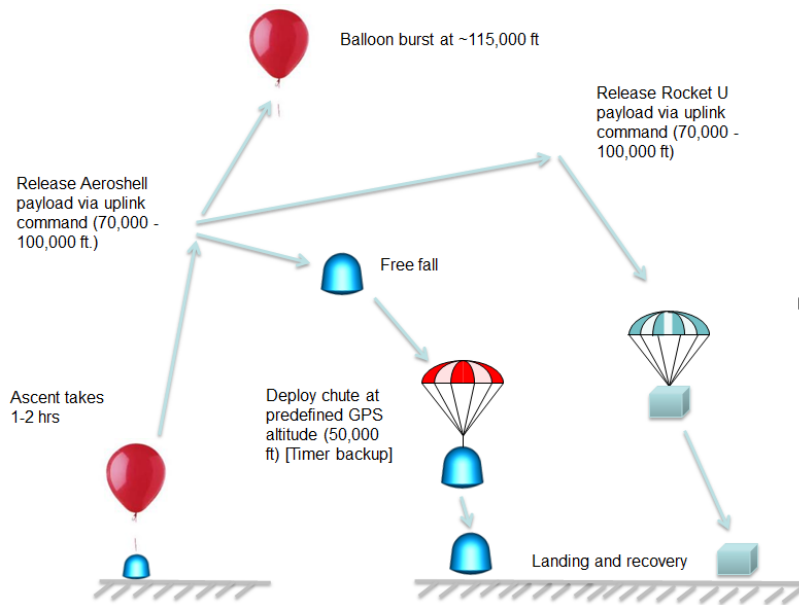 Balloon burst at ~115,000 ft
Release Rocket U
payload via uplink
command (70,000 -
100,000 ft)
Release Aeroshell
payload via uplink
command (70,000 -
100,000 ft.)
Free fall
Ascent takes
1-2 hrs
Deploy chute at
predefined GPS
altitude (50,000
ft) [Timer backup]
Landing and recovery